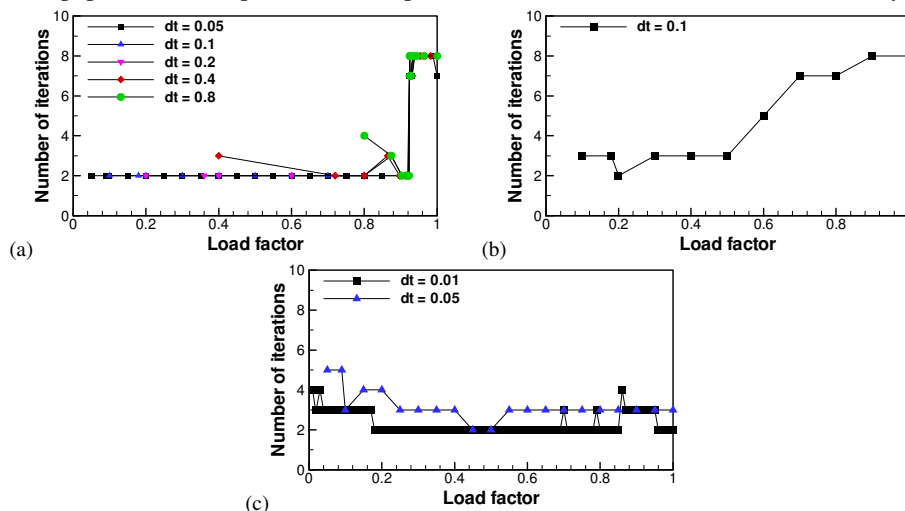 10
8
6
4
2
0
Number of iterations
dt = 0.05
dt = 0.1
dt = 0.2
dt = 0.4
dt = 0.8
0 0.2 0.4 0.6 0.8 1
Load factor
(a)
10
8
6
4
2
0
Number of iterations
dt = 0.1
0 0.2 0.4 0.6 0.8
Load factor
(b)
10
8
6
4
2
0
Number of iterations
dt = 0.01
dt = 0.05
0 0.2 0.4 0.6 0.8 1
Load factor
(c)